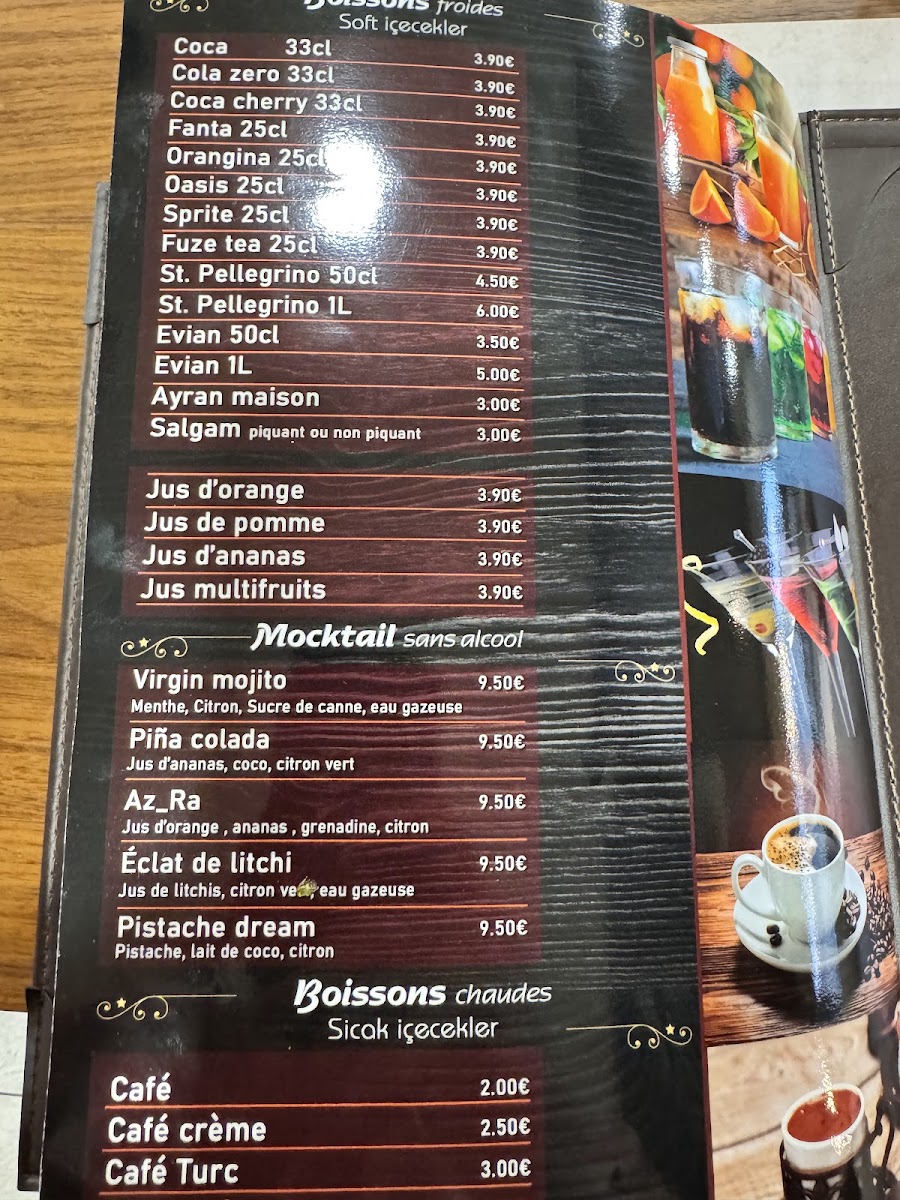 Boissons froides
Soft içecekler
Coca 33cl 3.90€
Cola zero 33cl 3.90€
Coca cherry 33cl 3.90€
Fanta 25cl 3.90€
Orangina 25cl 3.90€
Oasis 25cl 3.90€
Sprite 25cl 3.90€
Fuze tea 25cl 3.90€
St. Pellegrino 50cl 4.50€
St. Pellegrino 1L 6.00€
Evian 50cl 3.50€
Evian 1L 5.00€
Ayran maison 3.00€
Salgam piquant ou non piquant 3.00€
Jus d'orange 3.90€
Jus de pomme 3.90€
Jus d'ananas 3.90€
Jus multifruits 3.90€
Mocktail sans alcool
Virgin mojito 9.50€
Menthe, Citron, Sucre de canne, eau gazeuse
Piña colada 9.50€
Jus d'ananas, coco, citron vert
Az_Ra 9.50€
Jus d'orange , ananas , grenadine, citron
Éclat de litchi 9.50€
Jus de litchis, citron vert, eau gazeuse
Pistache dream 9.50€
Pistache, lait de coco, citron
Boissons chaudes
Sicak içecekler
Café 2.00€
Café crème 2.50€
Café Turc 3.00€